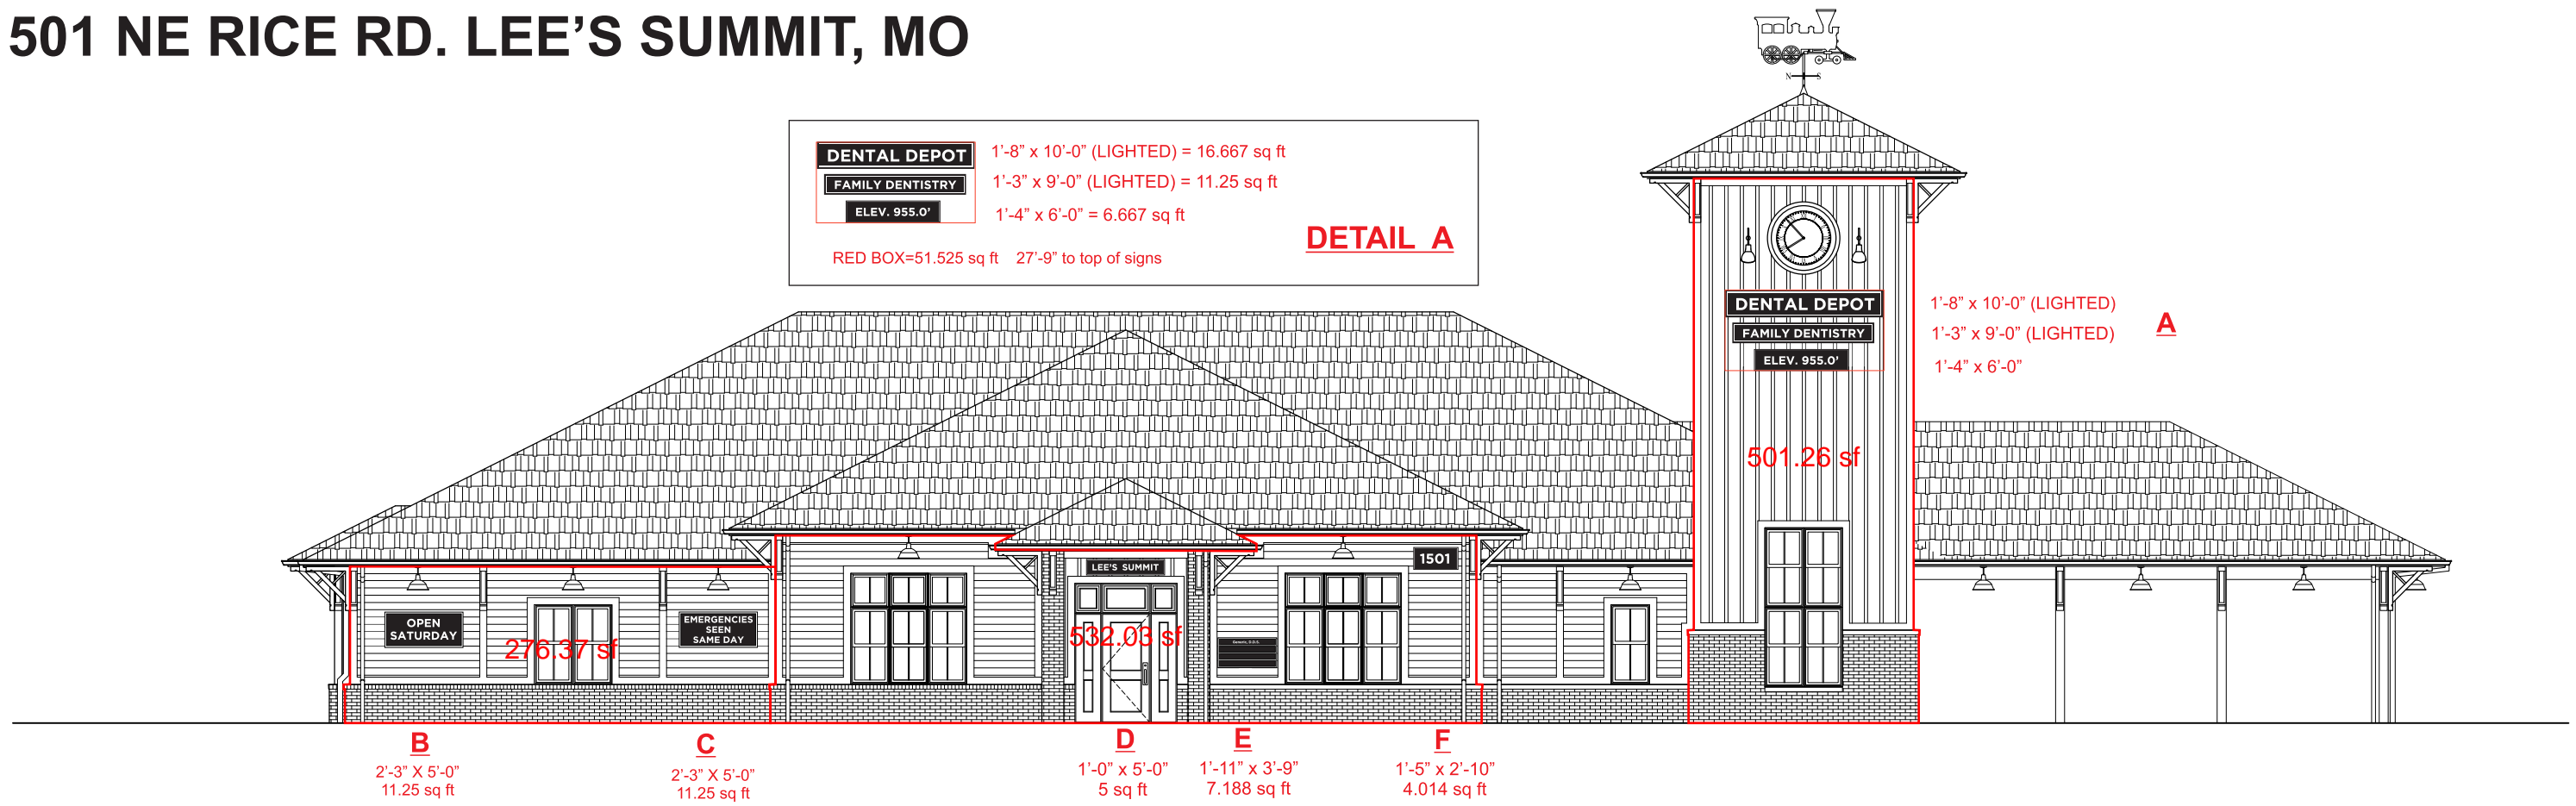 501 NE RICE RD. LEE'S SUMMIT, MO
N S
DENTAL DEPOT
1'-8" x 10'-0" (LIGHTED) = 16.667 sq ft
FAMILY DENTISTRY
1'-3" x 9'-0" (LIGHTED) = 11.25 sq ft
ELEV. 955.0'
1'-4" x 6'-0" = 6.667 sq ft
DETAIL A
RED BOX=51.525 sq ft 27'-9" to top of signs
DENTAL DEPOT
FAMILY DENTISTRY
ELEV. 955.0'
1'-8" x 10'-0" (LIGHTED)
1'-3" x 9'-0" (LIGHTED)
1'-4" x 6'-0"
A
501.26 sf
OPEN
SATURDAY
276.37 sf
EMERGENCIES
SEEN
SAME DAY
LEE'S SUMMIT
532.03 sf
Generic, D.D.S.
1501
B
2'-3" X 5'-0"
11.25 sq ft
C
2'-3" X 5'-0"
11.25 sq ft
D
1'-0" x 5'-0"
5 sq ft
E
1'-11" x 3'-9"
7.188 sq ft
F
1'-5" x 2'-10"
4.014 sq ft